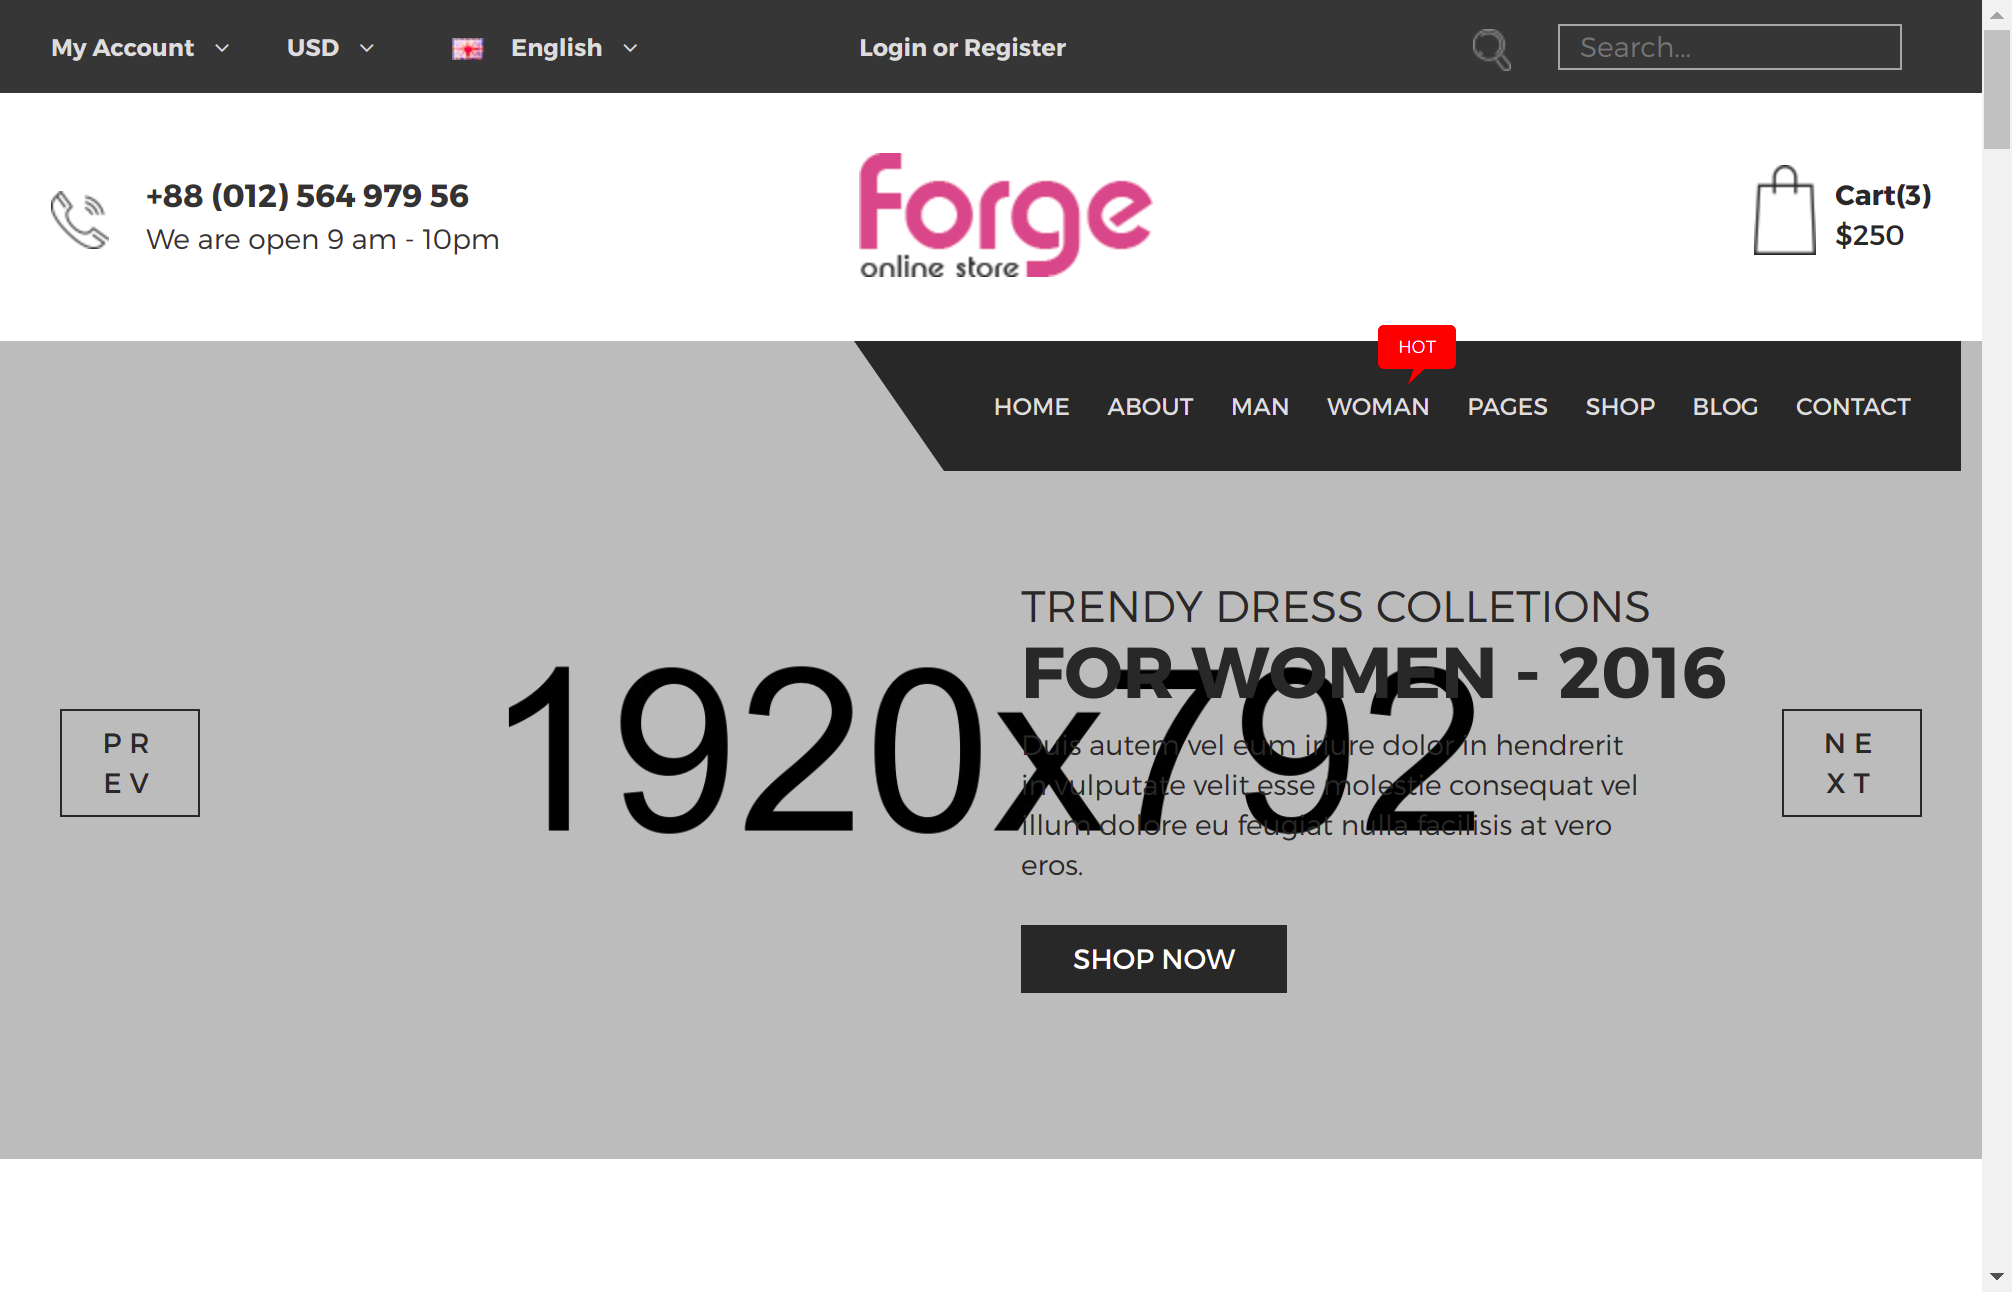 My Account
USD
English
Login or Register
Search...
+88 (012) 564 979 56
We are open 9 am - 10pm
forge
online store
Cart(3)
$250
HOT
HOME ABOUT MAN WOMAN PAGES SHOP BLOG CONTACT
TRENDY DRESS COLLETIONS
FOR WOMEN - 2016
1920x792
Duis autem vel eum iriure dolor in hendrerit
in vulputate velit esse molestie consequat vel
illum dolore eu feugiat nulla facilisis at vero
eros.
PR
EV
NE
XT
SHOP NOW